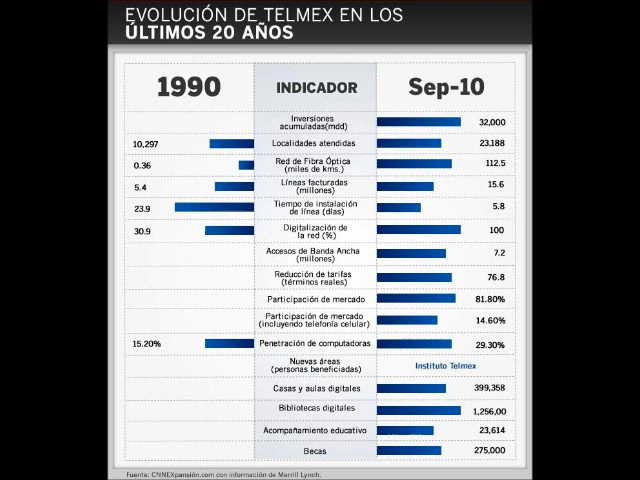 EVOLUCIÓN DE TELMEX EN LOS
ÚLTIMOS 20 AÑOS
1990 INDICADOR Sep-10
Inversiones
acumuladas(mdd) 32,000
10,297 Localidades atendidas 23,188
0.36 Red de Fibra Óptica
(miles de kms.) 112.5
5.4 Líneas facturadas
(millones) 15.6
23.9 Tiempo de instalación
de línea (días) 5.8
30.9 Digitalización de
la red (%) 100
Accesos de Banda Ancha
(millones) 7.2
Reducción de tarifas
(términos reales) 76.8
Participación de mercado 81.80%
Participación de mercado
(incluyendo telefonía celular) 14.60%
15.20% Penetración de computadoras 29.30%
Nuevas áreas
(personas beneficiadas) Instituto Telmex
Casas y aulas digitales 399,358
Bibliotecas digitales 1,256,00
Acompañamiento educativo 23,614
Becas 275,000
Fuente: CNNEXpansión.com con información de Merrill Lynch.